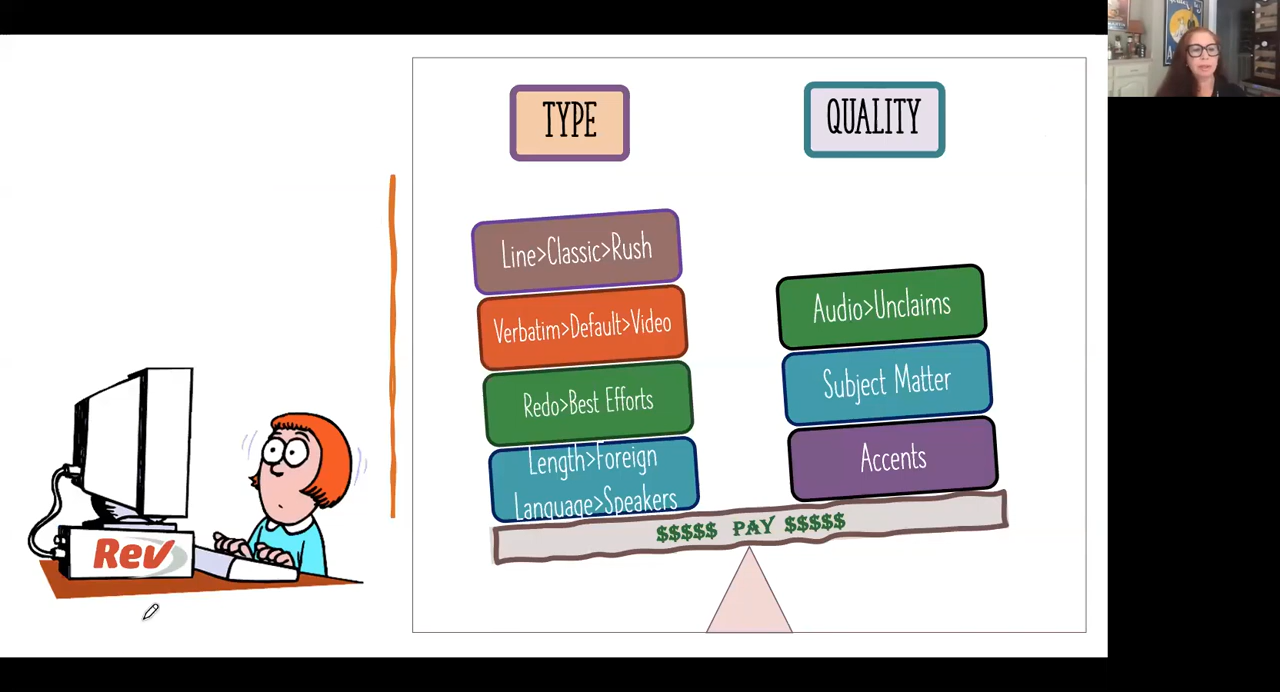 TYPE
QUALITY
Line>Classic>Rush
Verbatim>Default>Video
Redo>Best Efforts
Length>Foreign
Language>Speakers
Audio>Unclaims
Subject Matter
Accents
$$$$$ PAY $$$$$
Rev